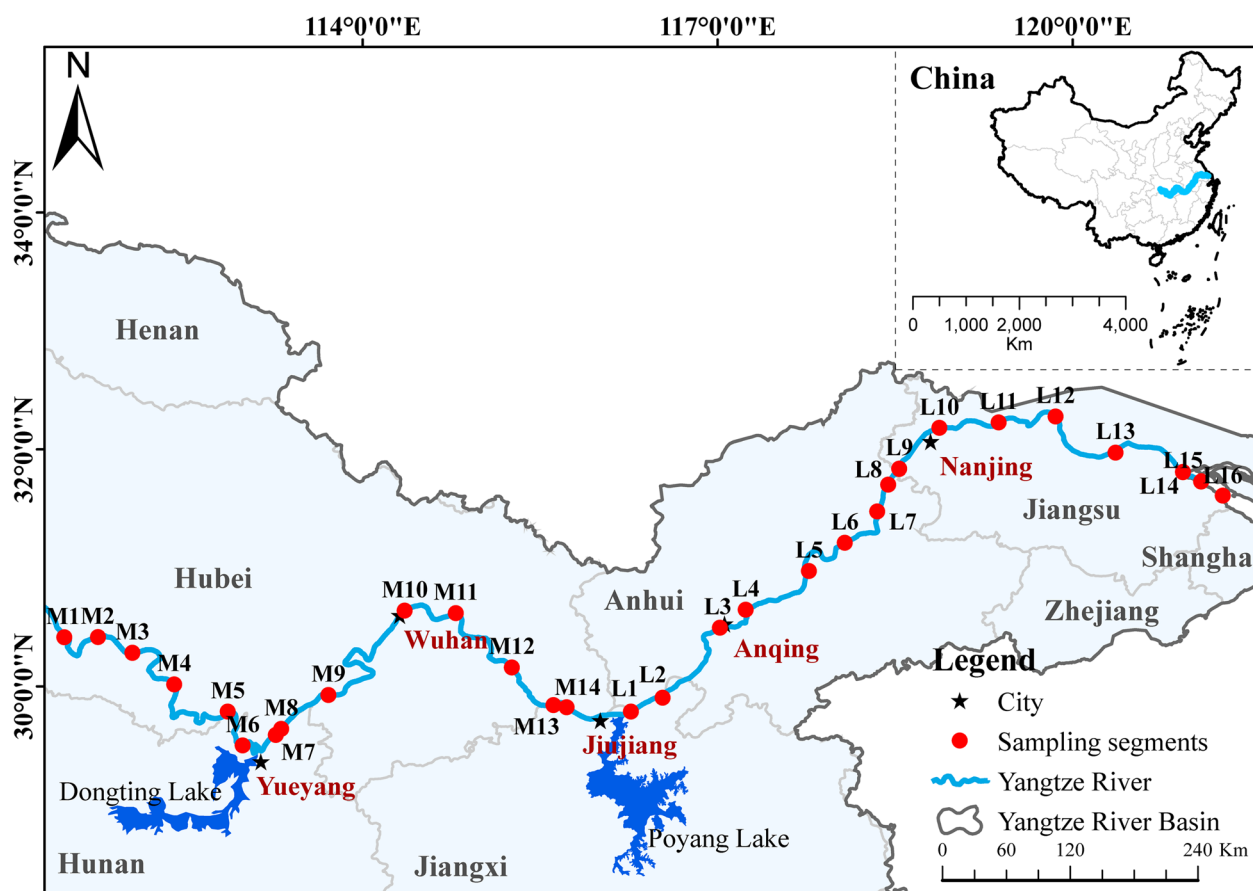 114°0'0"E
117°0'0"E
120°0'0"E
N
China
34°0'0"N
32°0'0"N
30°0'0"N
0 1,000 2,000 4,000
Km
Henan
L10
L11
L12
L13
L9
L8
Nanjing
L15
L14
L16
L7
L6
Jiangsu
L5
Shangha
Hubei
Anhui
L4
L3
Zhejiang
M10
M11
M1
M2
M3
Wuhan
Anqing
M12
M4
M9
L2
L1
M14
M13
M5
M8
M6
M7
Jiujiang
Yueyang
Dongting Lake
Poyang Lake
Hunan
Jiangxi
Legend
City
Sampling segments
Yangtze River
Yangtze River Basin
0 60 120 240 Km